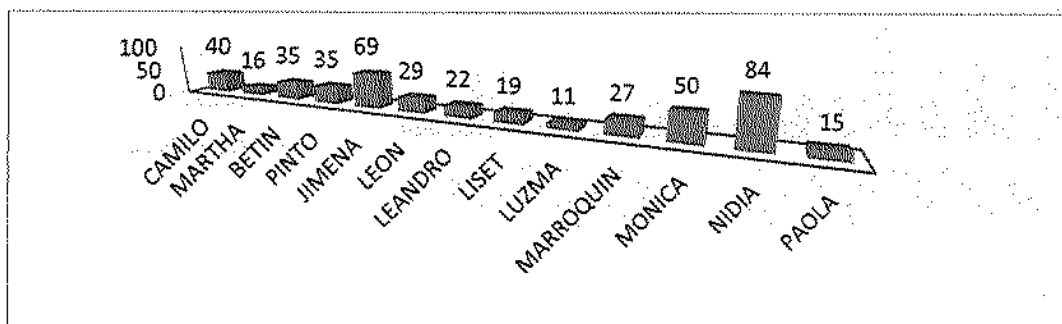 100
50
0
40
16
35
35
69
29
22
19
11
27
50
84
15
CAMILO
MARTHA
BETIN
PINTO
JIMENA
LEON
LEANDRO
LISET
LUZMA
MARROQUIN
MONICA
NIDIA
PAOLA